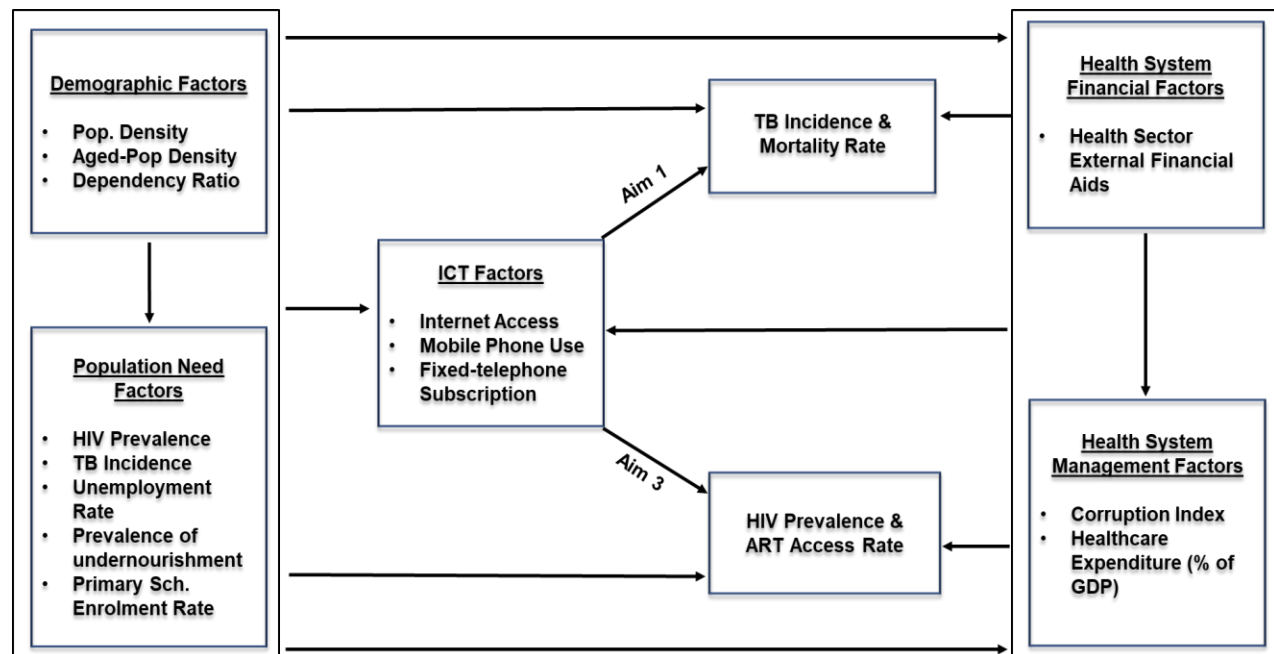 Demographic Factors
• Pop. Density
• Aged-Pop Density
• Dependency Ratio
Population Need
Factors
• HIV Prevalence
• TB Incidence
• Unemployment
Rate
• Prevalence of
undernourishment
• Primary Sch.
Enrolment Rate
ICT Factors
• Internet Access
• Mobile Phone Use
• Fixed-telephone
Subscription
Aim 1
Aim 3
TB Incidence &
Mortality Rate
HIV Prevalence &
ART Access Rate
Health System
Financial Factors
• Health Sector
External Financial
Aids
Health System
Management Factors
• Corruption Index
• Healthcare
Expenditure (% of
GDP)